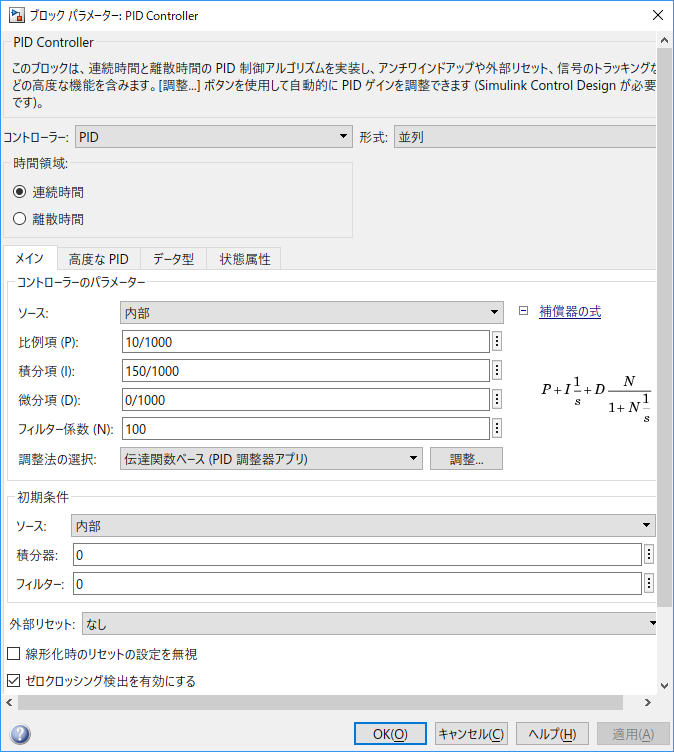 ブロック パラメーター: PID Controller
PID Controller
このブロックは、連続時間と離散時間の PID 制御アルゴリズムを実装し、アンチワインドアップや外部リセット、信号のトラッキングな
どの高度な機能を含みます。[調整...] ボタンを使用して自動的に PID ゲインを調整できます (Simulink Control Design が必要
です)。
コントローラー: PID 形式: 並列
時間領域:
連続時間
離散時間
メイン 高度な PID データ型 状態属性
コントローラーのパラメーター
ソース: 内部 補償器の式
比例項 (P): 10/1000
積分項 (I): 150/1000
微分項 (D): 0/1000
P + I 1/s + D N/(1 + N 1/s)
フィルター係数 (N): 100
調整法の選択: 伝達関数ベース (PID 調整器アプリ) 調整...
初期条件
ソース: 内部
積分器: 0
フィルター: 0
外部リセット: なし
線形化時のリセットの設定を無視
ゼロクロッシング検出を有効にする
OK(O) キャンセル(C) ヘルプ(H) 適用(A)